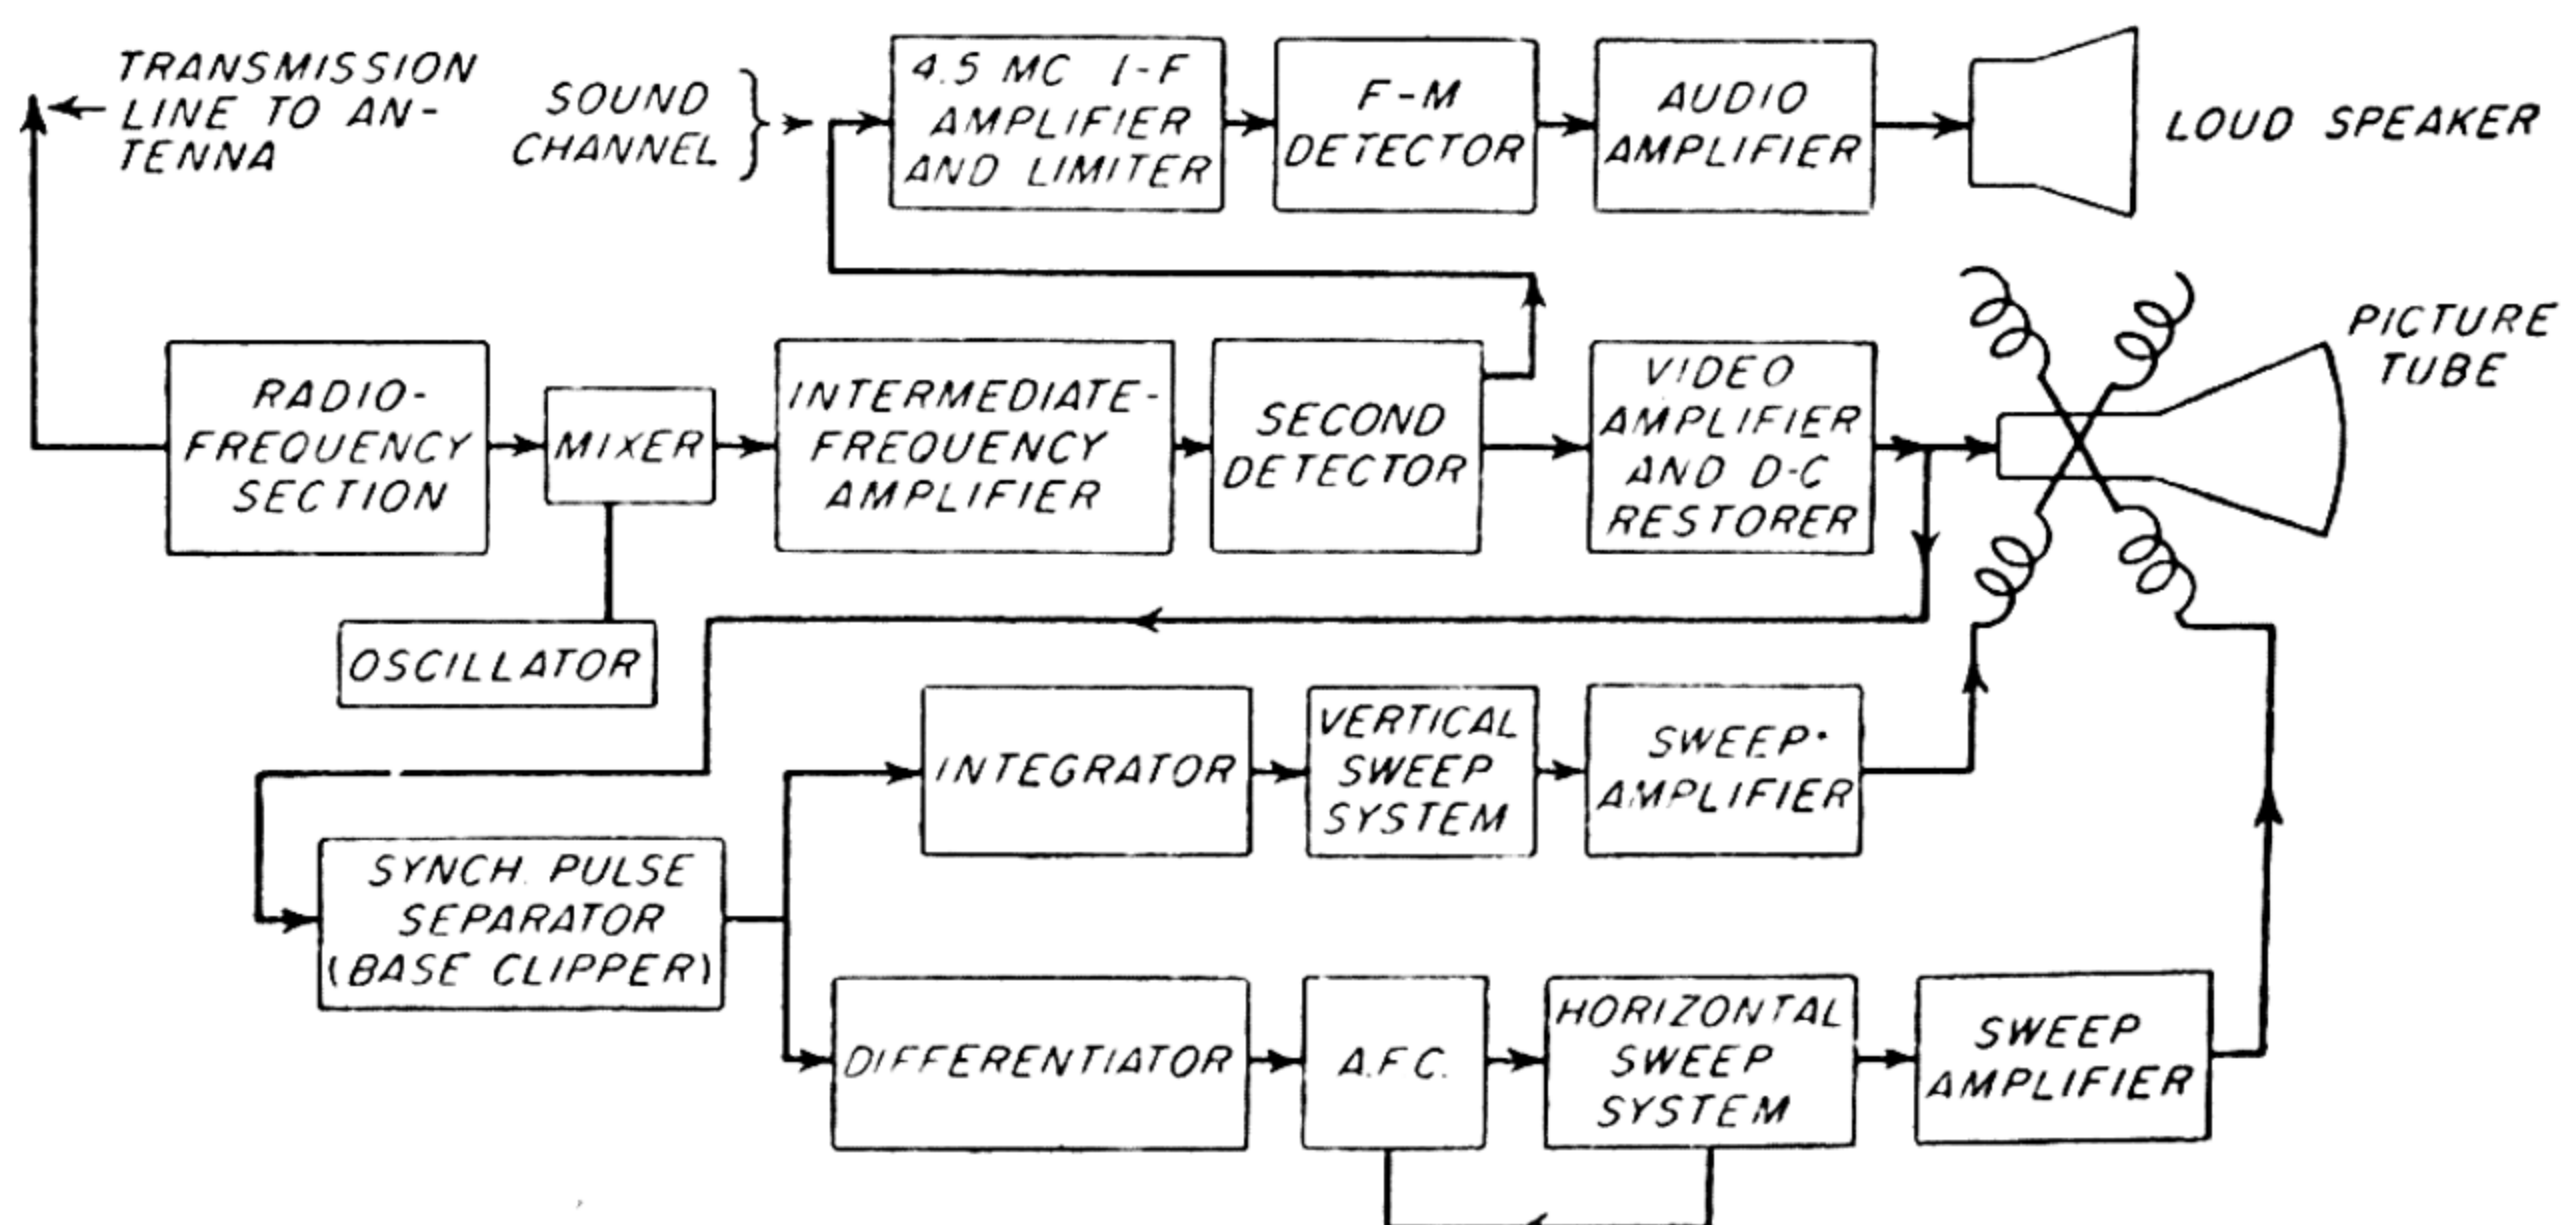 TRANSMISSION
LINE TO AN-
TENNA
SOUND
CHANNEL
4.5 MC I-F
AMPLIFIER
AND LIMITER
F-M
DETECTOR
AUDIO
AMPLIFIER
LOUD SPEAKER
RADIO-
FREQUENCY
SECTION
MIXER
INTERMEDIATE-
FREQUENCY
AMPLIFIER
SECOND
DETECTOR
VIDEO
AMPLIFIER
AND D-C
RESTORER
PICTURE
TUBE
OSCILLATOR
INTEGRATOR
VERTICAL
SWEEP
SYSTEM
SWEEP
AMPLIFIER
SYNCH. PULSE
SEPARATOR
(BASE CLIPPER)
DIFFERENTIATOR
A.F.C.
HORIZONTAL
SWEEP
SYSTEM
SWEEP
AMPLIFIER